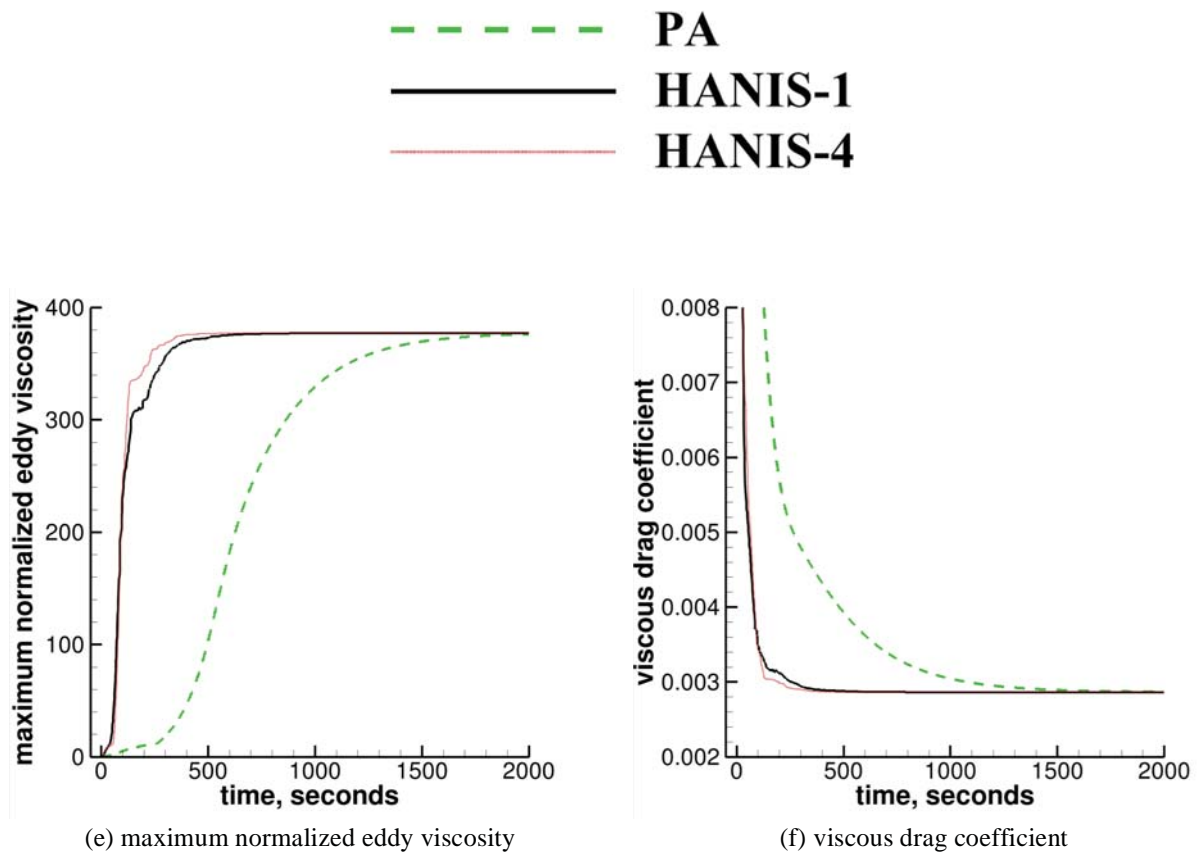 PA
HANIS-1
HANIS-4
maximum normalized eddy viscosity
400
300
200
100
0
0 500 1000 1500 2000
time, seconds
(e) maximum normalized eddy viscosity
viscous drag coefficient
0.008
0.007
0.006
0.005
0.004
0.003
0.002
0 500 1000 1500 2000
time, seconds
(f) viscous drag coefficient